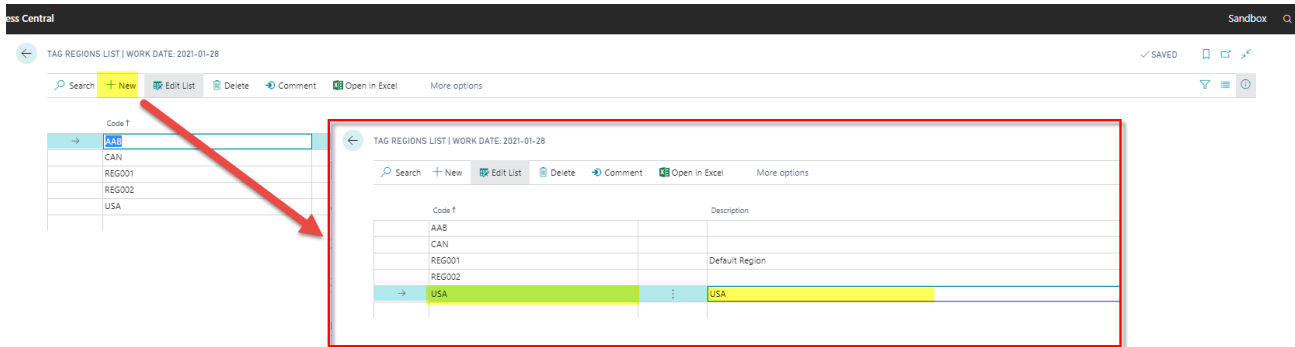 ess Central Sandbox
TAG REGIONS LIST | WORK DATE: 2021-01-28 ✓ SAVED
Search + New Edit List Delete Comment Open in Excel More options
Code ↑
AAB
CAN
REG001
REG002
USA
TAG REGIONS LIST | WORK DATE: 2021-01-28
Search + New Edit List Delete Comment Open in Excel More options
Code ↑ Description
AAB
CAN
REG001 Default Region
REG002
USA USA